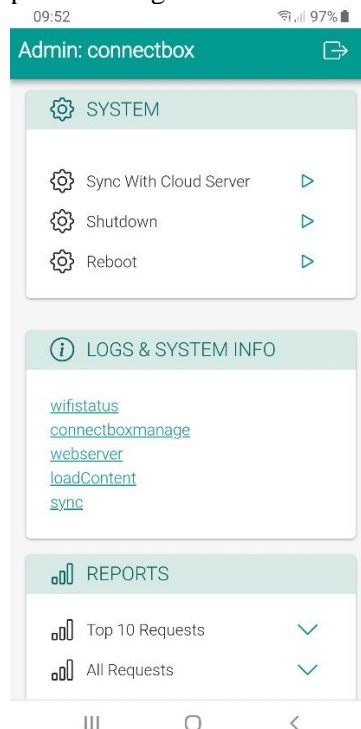 09:52 97%
Admin: connectbox
SYSTEM
Sync With Cloud Server
Shutdown
Reboot
LOGS & SYSTEM INFO
wifistatus
connectboxmanage
webserver
loadContent
sync
REPORTS
Top 10 Requests
All Requests